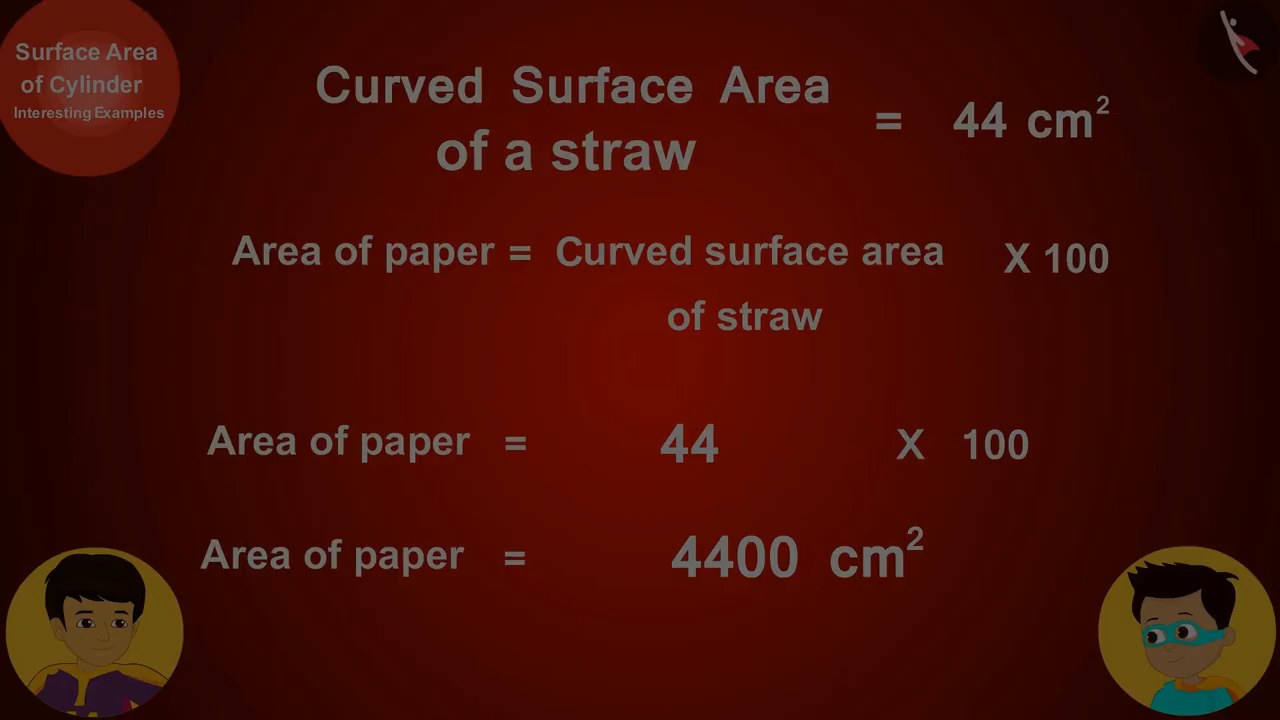 Surface Area
of Cylinder
Interesting Examples
Curved Surface Area
of a straw = 44 cm²
Area of paper = Curved surface area X 100
of straw
Area of paper = 44 X 100
Area of paper = 4400 cm²